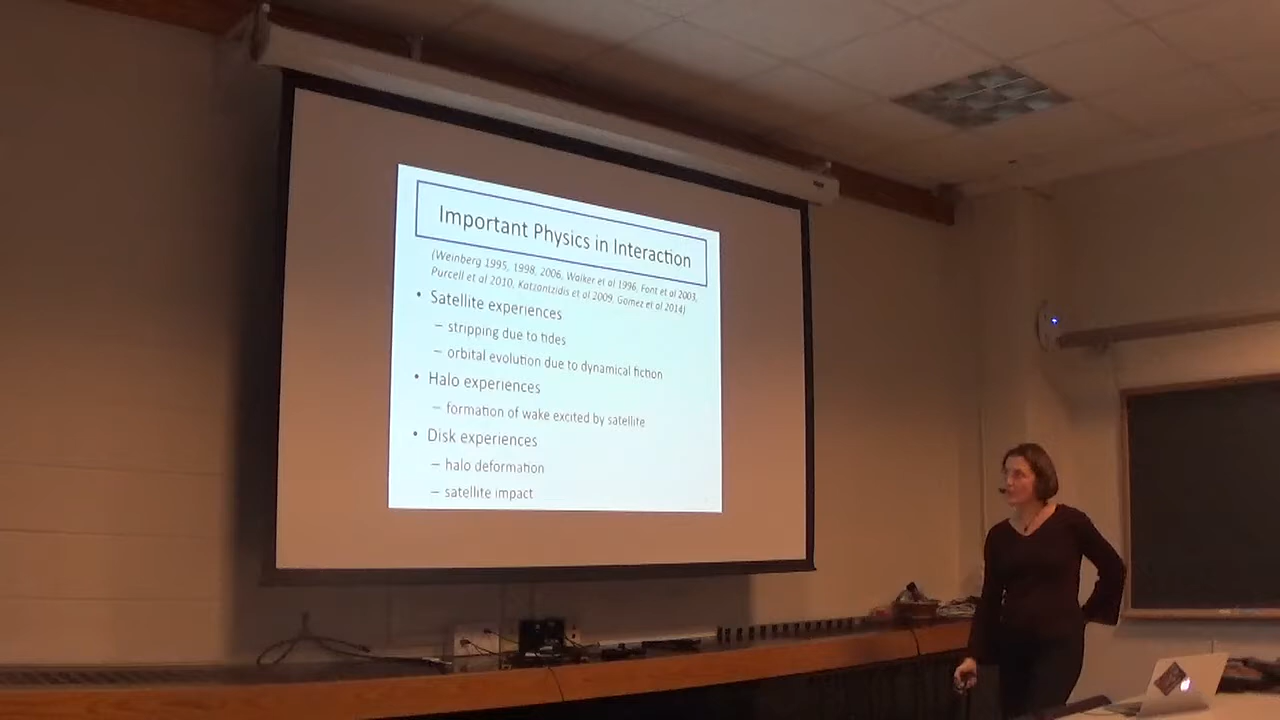 Important Physics in Interaction
(Weinberg 1995, 1998, 2006, Walker et al 1996, Font et al 2003,
Purcell et al 2010, Kazantzidis et al 2009, Gomez et al 2014)
• Satellite experiences
– stripping due to tides
– orbital evolution due to dynamical fiction
• Halo experiences
– formation of wake excited by satellite
• Disk experiences
– halo deformation
– satellite impact